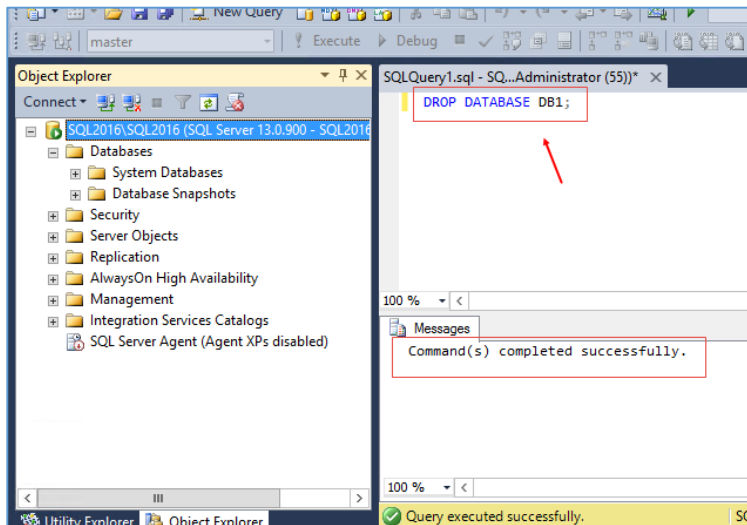 New Query
master
Execute
Debug
Object Explorer
Connect
SQL2016\SQL2016 (SQL Server 13.0.900 - SQL2016
Databases
System Databases
Database Snapshots
Security
Server Objects
Replication
AlwaysOn High Availability
Management
Integration Services Catalogs
SQL Server Agent (Agent XPs disabled)
Utility Explorer
Object Explorer
SQLQuery1.sql - SQ...Administrator (55))*
DROP DATABASE DB1;
100 %
Messages
Command(s) completed successfully.
100 %
Query executed successfully.